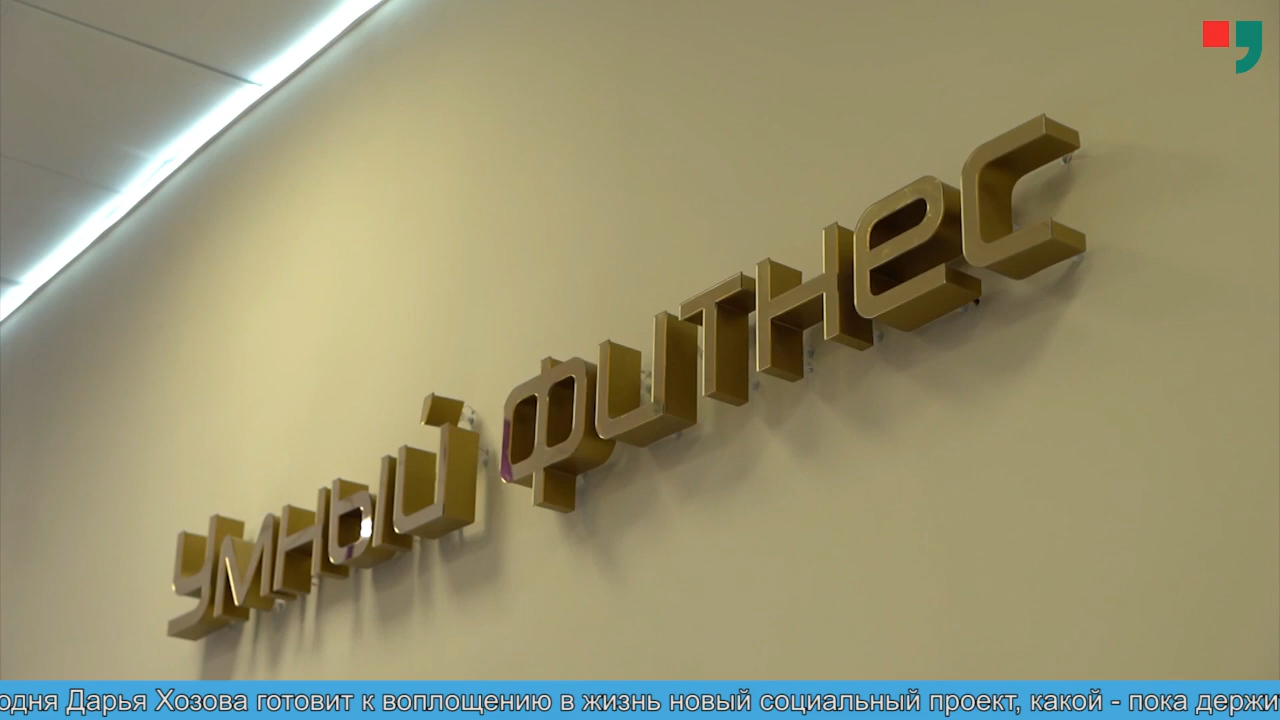 умный фитнес
одня Дарья Хозова готовит к воплощению в жизнь новый социальный проект, какой - пока держи